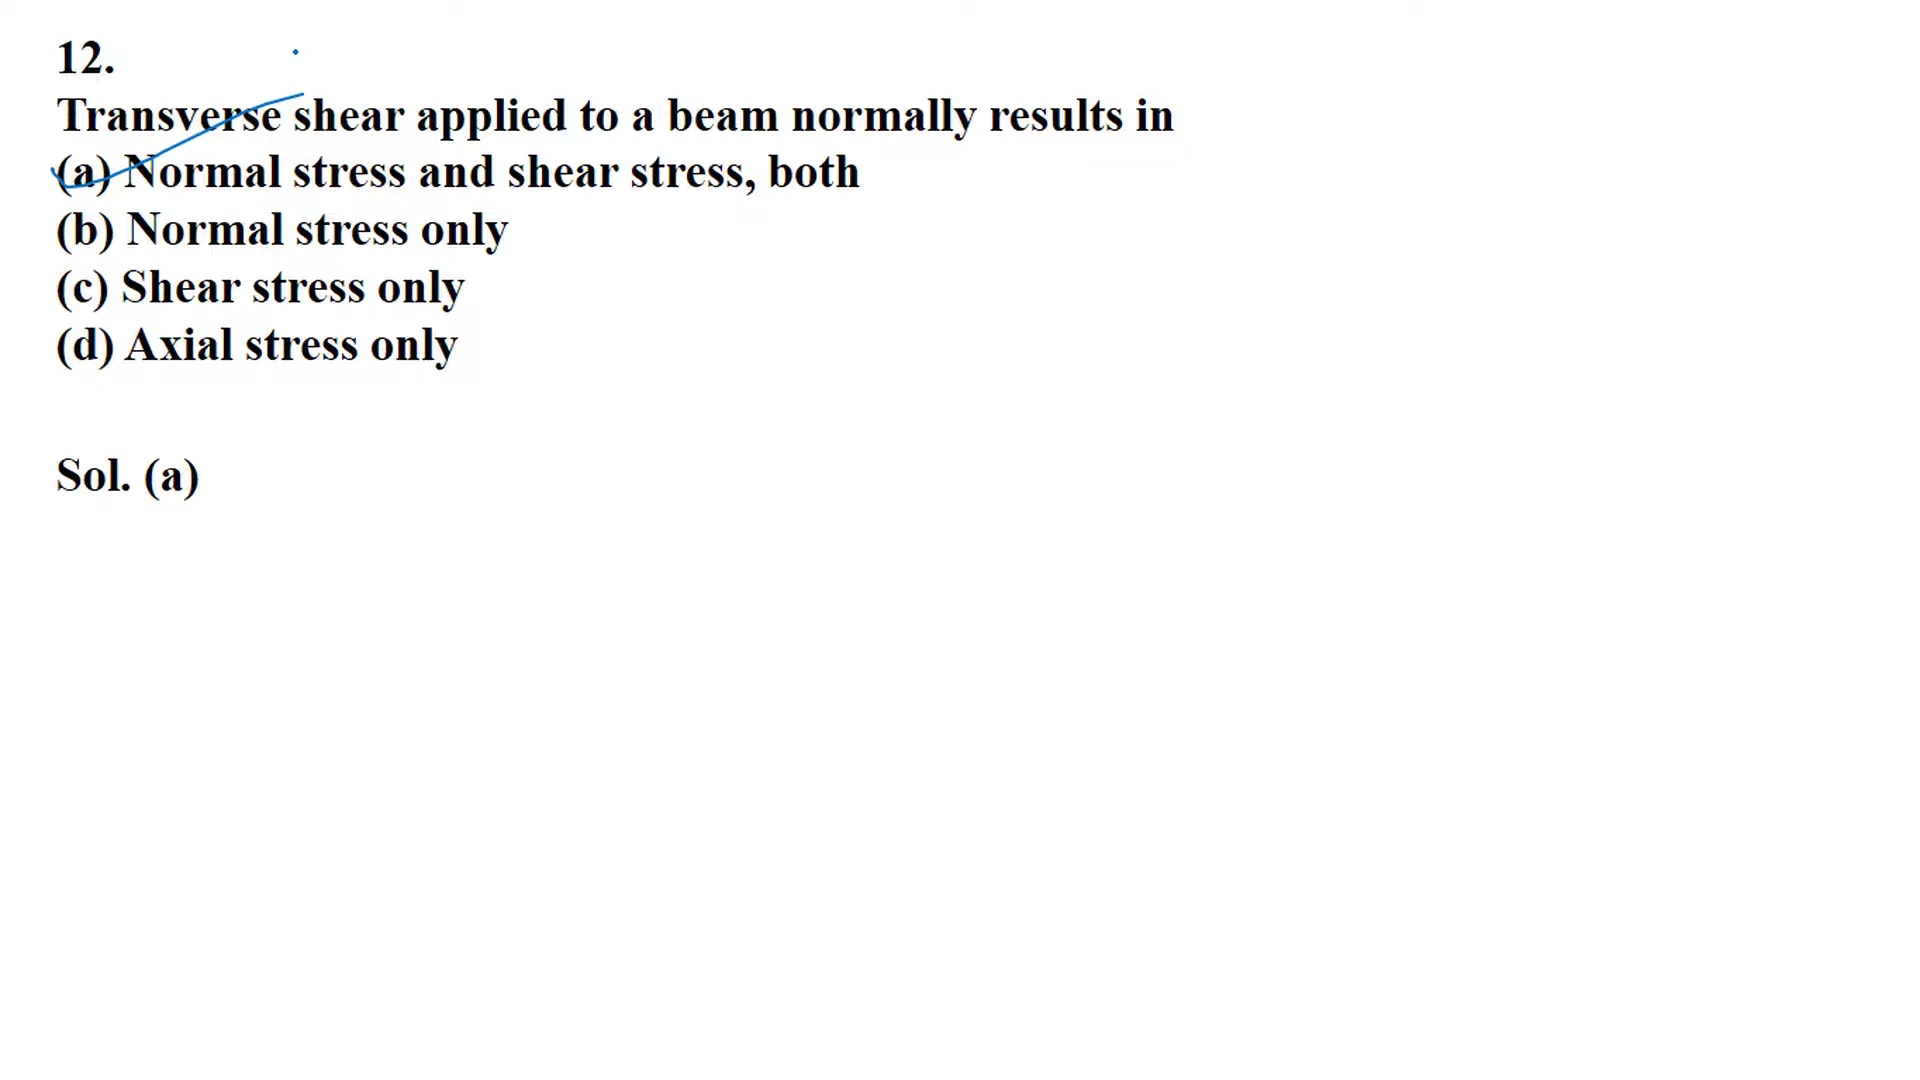 12.
Transverse shear applied to a beam normally results in
(a) Normal stress and shear stress, both
(b) Normal stress only
(c) Shear stress only
(d) Axial stress only
Sol. (a)